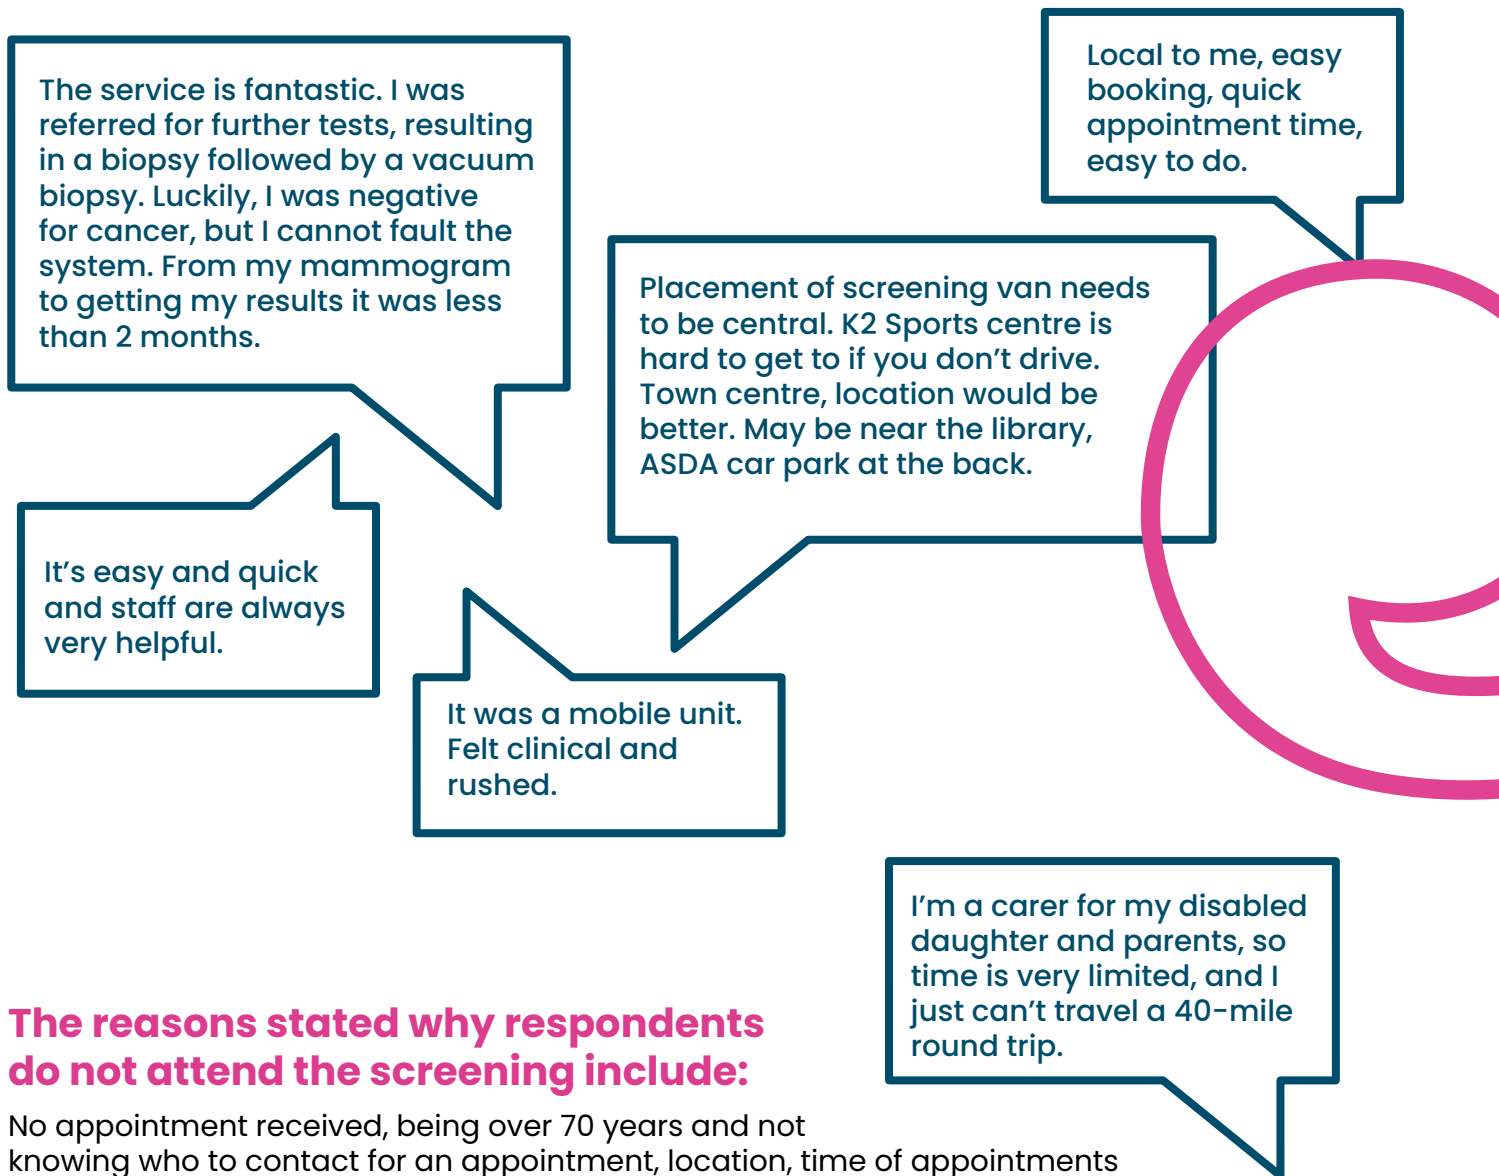 The service is fantastic. I was
referred for further tests, resulting
in a biopsy followed by a vacuum
biopsy. Luckily, I was negative
for cancer, but I cannot fault the
system. From my mammogram
to getting my results it was less
than 2 months.
Local to me, easy
booking, quick
appointment time,
easy to do.
Placement of screening van needs
to be central. K2 Sports centre is
hard to get to if you don’t drive.
Town centre, location would be
better. May be near the library,
ASDA car park at the back.
It’s easy and quick
and staff are always
very helpful.
It was a mobile unit.
Felt clinical and
rushed.
I’m a carer for my disabled
daughter and parents, so
time is very limited, and I
just can’t travel a 40-mile
round trip.
The reasons stated why respondents
do not attend the screening include:
No appointment received, being over 70 years and not
knowing who to contact for an appointment, location, time of appointments